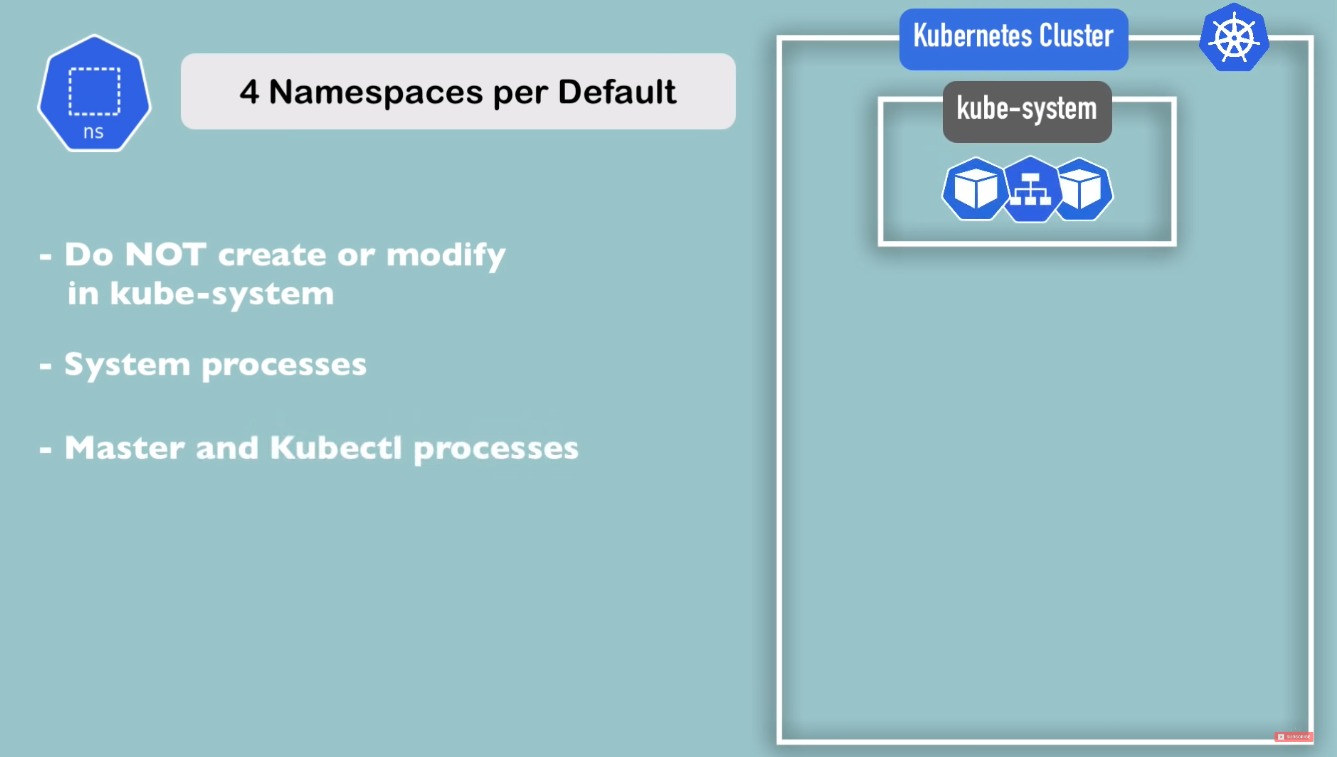 ns
4 Namespaces per Default
- Do NOT create or modify
in kube-system
- System processes
- Master and Kubectl processes
Kubernetes Cluster
kube-system
SUBSCRIBE